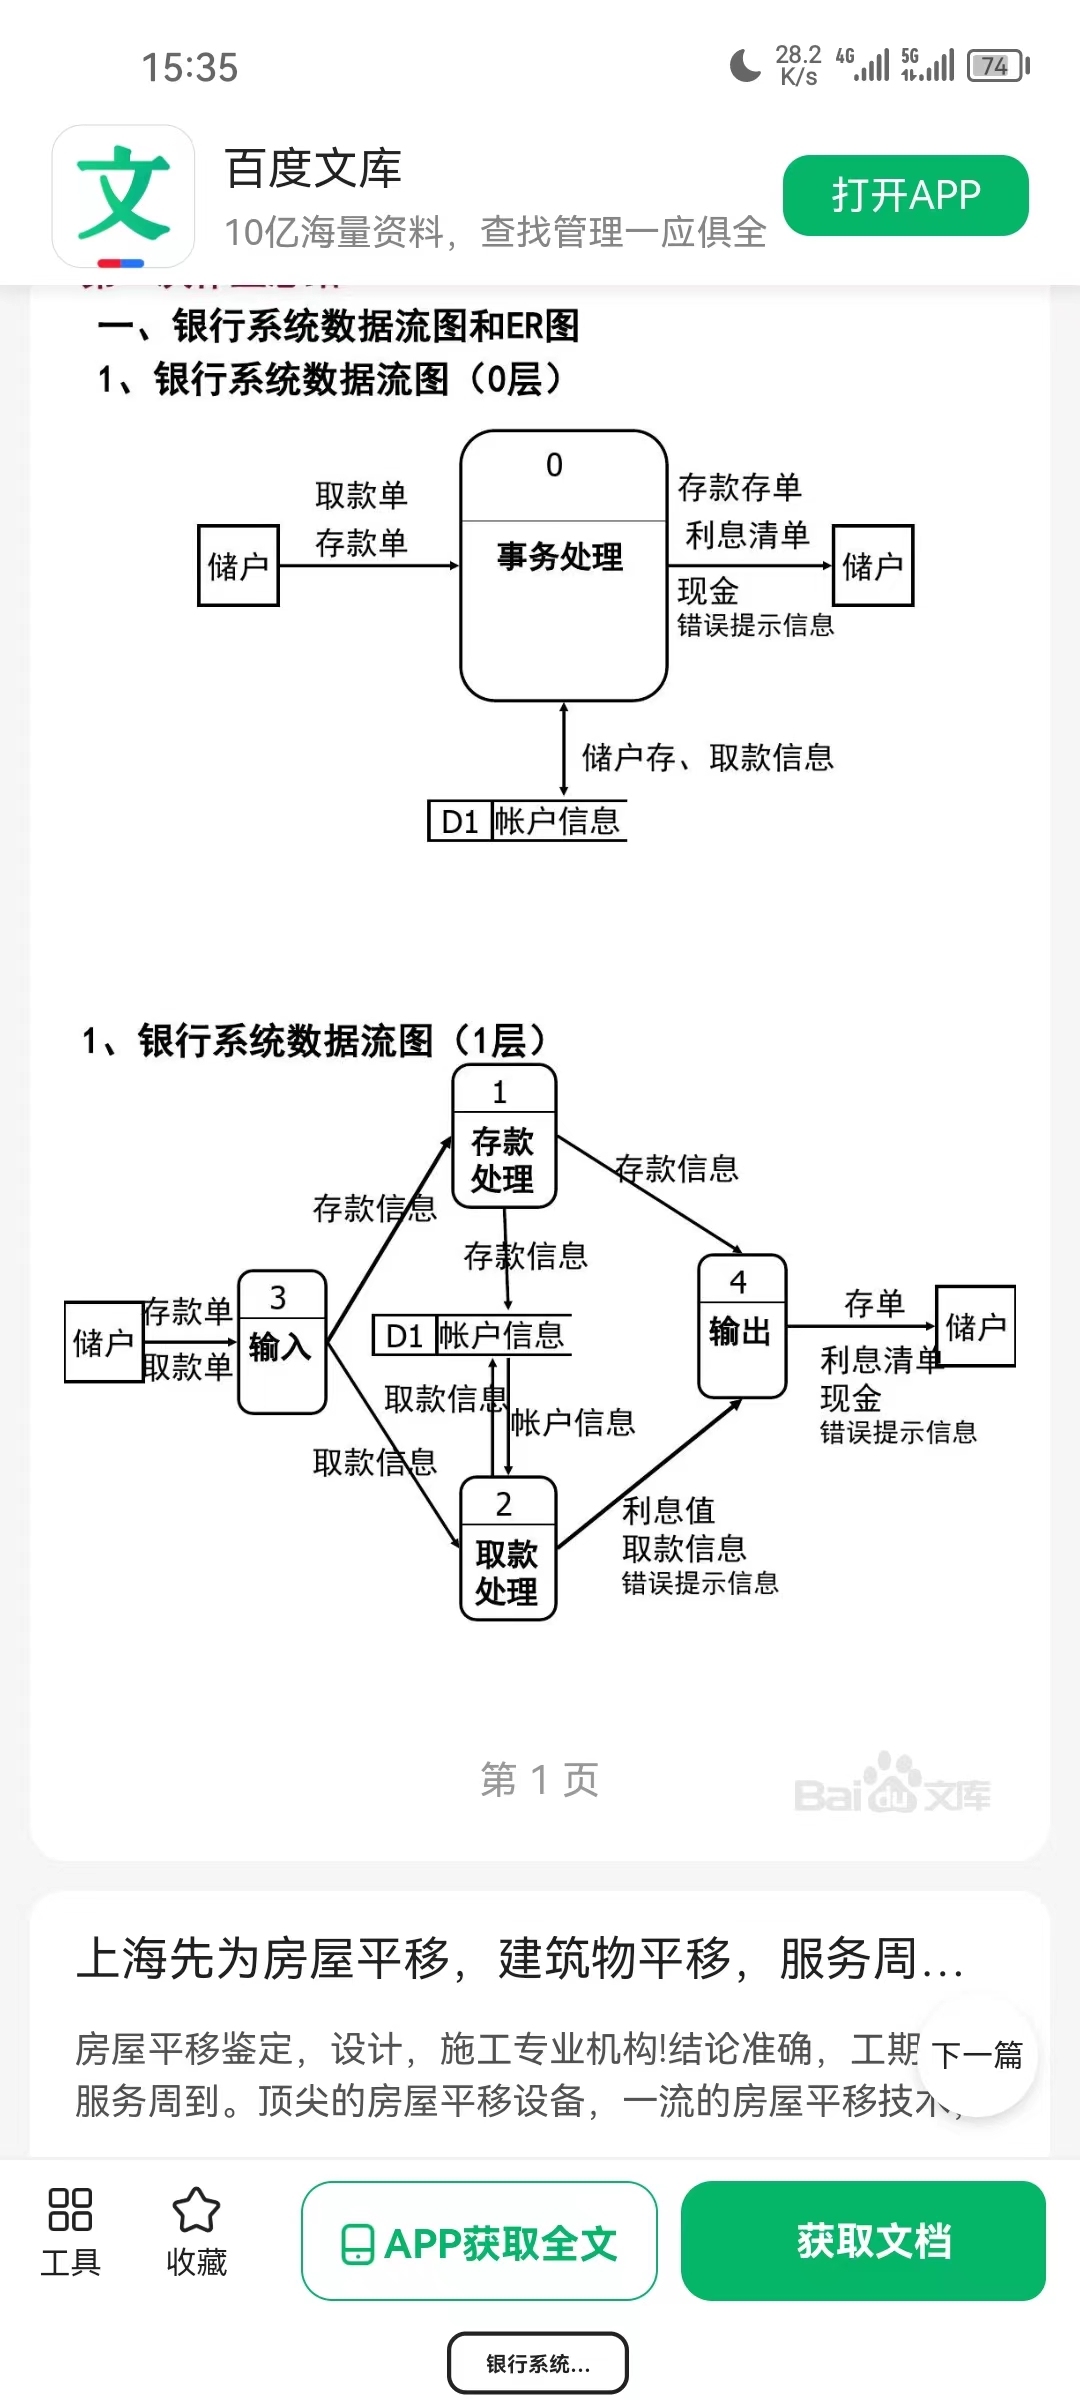 15:35
28.2 K/s 4G 5G 74
文
百度文库
10亿海量资料，查找管理一应俱全
打开APP
一、银行系统数据流图和ER图
1、银行系统数据流图（0层）
0
取款单
存款单
储户
事务处理
存款存单
利息清单
储户
现金
错误提示信息
储户存、取款信息
D1 帐户信息
1、银行系统数据流图（1层）
1
存款
处理
存款信息
存款信息
存款信息
3
输入
储户
存款单
取款单
D1 帐户信息
4
输出
存单
储户
利息清单
现金
错误提示信息
取款信息
帐户信息
取款信息
2
取款
处理
利息值
取款信息
错误提示信息
第 1 页
Bai du 文库
上海先为房屋平移，建筑物平移，服务周...
房屋平移鉴定，设计，施工专业机构!结论准确，工期
服务周到。顶尖的房屋平移设备，一流的房屋平移技术，
下一篇
工具
收藏
APP获取全文
获取文档
银行系统...